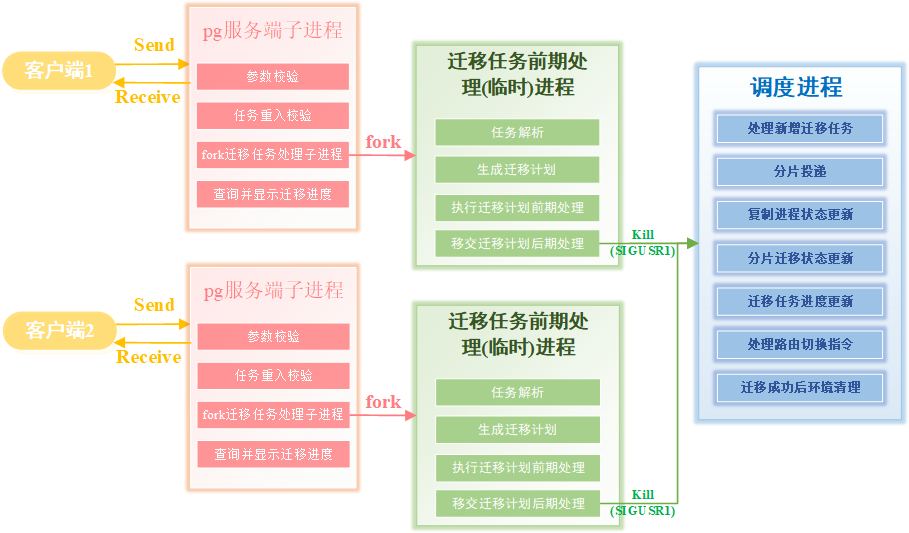 客户端1
Send
Receive
pg服务端子进程
参数校验
任务重入校验
fork迁移任务处理子进程
查询并显示迁移进度
fork
迁移任务前期处
理(临时)进程
任务解析
生成迁移计划
执行迁移计划前期处理
移交迁移计划后期处理
Kill
(SIGUSR1)
客户端2
Send
Receive
pg服务端子进程
参数校验
任务重入校验
fork迁移任务处理子进程
查询并显示迁移进度
fork
迁移任务前期处
理(临时)进程
任务解析
生成迁移计划
执行迁移计划前期处理
移交迁移计划后期处理
Kill
(SIGUSR1)
调度进程
处理新增迁移任务
分片投递
复制进程状态更新
分片迁移状态更新
迁移任务进度更新
处理路由切换指令
迁移成功后环境清理